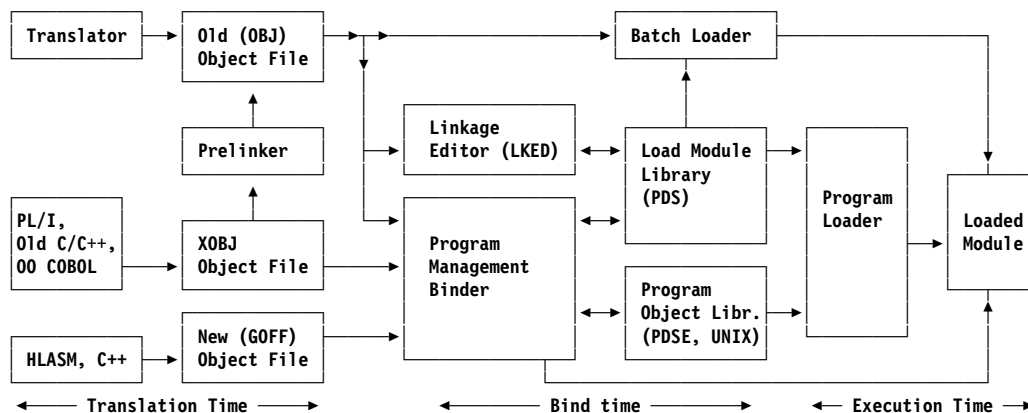 Translator
Old (OBJ)
Object File
Batch Loader
Prelinker
Linkage
Editor (LKED)
Load Module
Library
(PDS)
Program
Loader
Loaded
Module
PL/I,
Old C/C++,
OO COBOL
XOBJ
Object File
Program
Management
Binder
Program
Object Libr.
(PDSE, UNIX)
HLASM, C++
New (GOFF)
Object File
Translation Time
Bind time
Execution Time